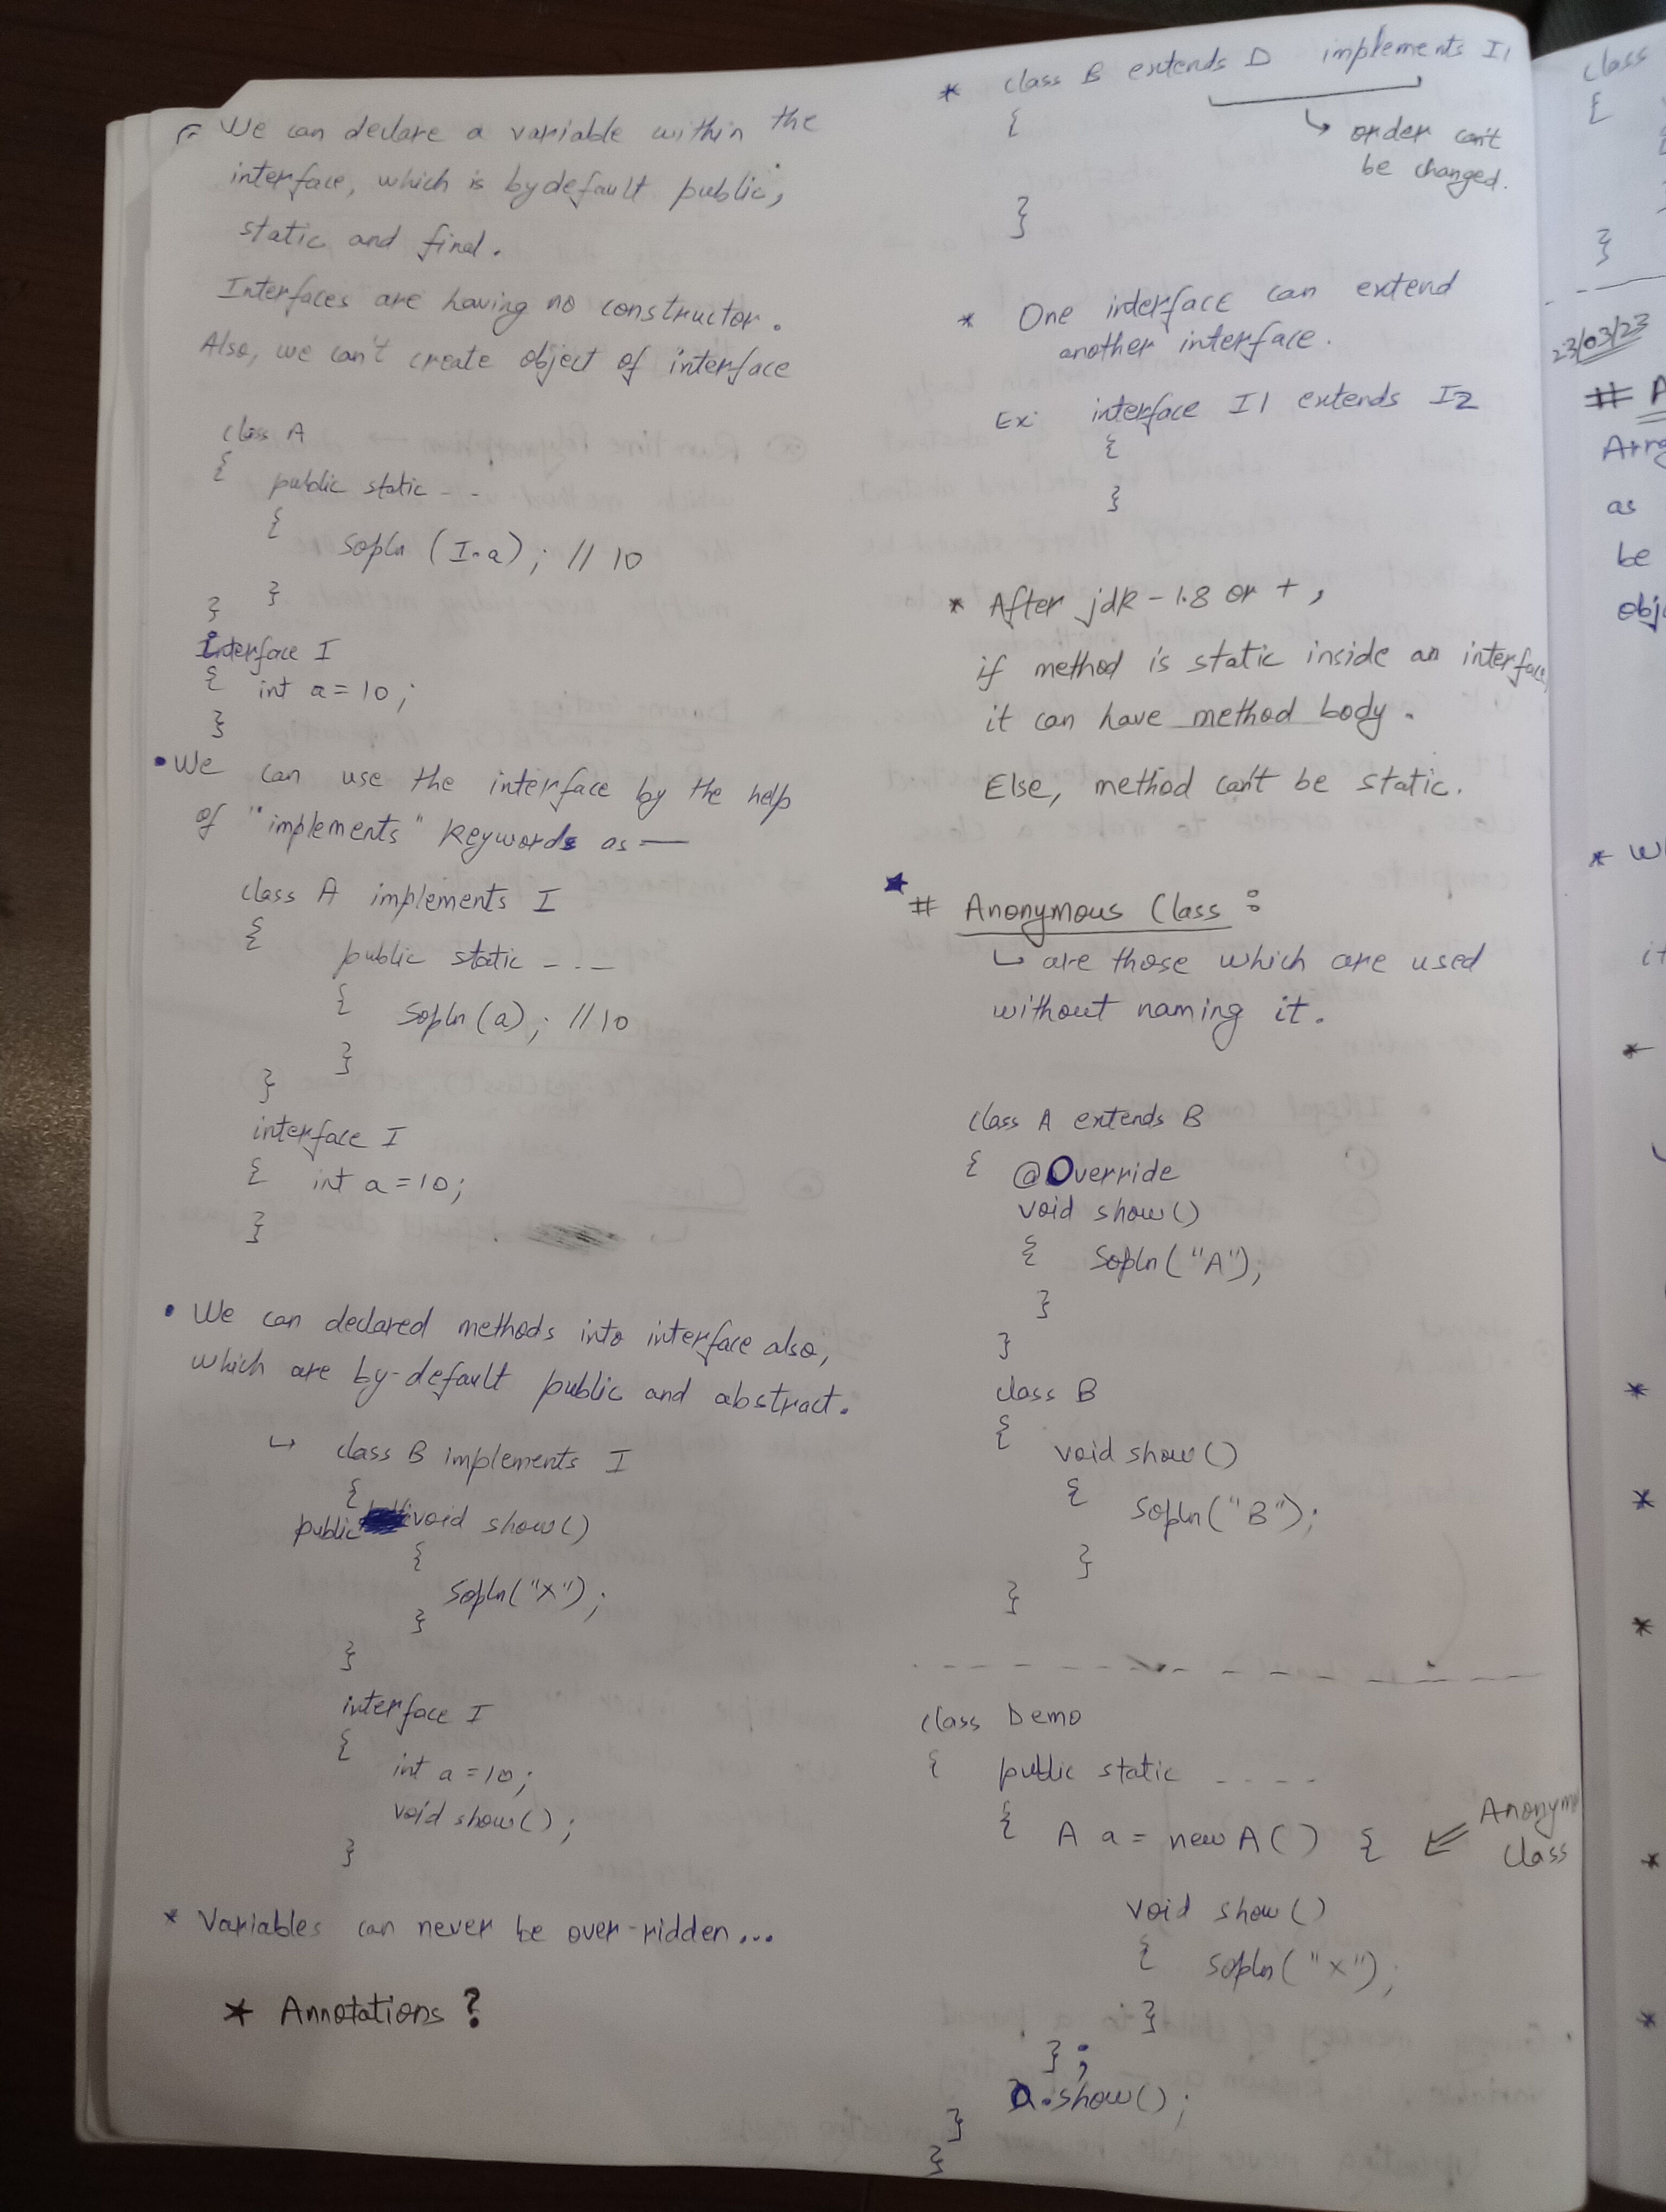 We can declare a variable within the
interface, which is bydefault public,
static and final.
Interfaces are having no constructor.
Also, we can't create object of interface
class A
{
public static - -
{
Sopln (I.a); // 10
}
}
interface I
{ int a = 10;
}
• We can use the interface by the help
of "implements" keywords as —
class A implements I
{
public static - - -
{
Sopln(a); // 10
}
}
interface I
{ int a = 10;
}
• We can declared methods into interface also,
which are by-default public and abstract.
↳ class B implements I
{
public void show()
{
Sopln("X");
}
}
interface I
{
int a = 10;
void show();
}
* Variables can never be over-ridden...
* Annotations ?
* class B extends D implements I1
{
↳ order can't
be changed.
}
* One interface can extend
another interface.
Ex: interface I1 extends I2
{
}
* After jdk - 1.8 or +,
if method is static inside an interface,
it can have method body.
Else, method can't be static.
# Anonymous Class :
↳ are those which are used
without naming it.
class A extends B
{ @Override
void show()
{ Sopln("A");
}
}
class B
{
void show()
{
Sopln("B");
}
}
class Demo
{ public static - - - -
{ A a = new A() { ⇐ Anonym
class
void show()
{ Sopln("X");
}
};
a.show();
}
}
class
{
}
23/03/23
# A
Arra
as
be
obj
* W
it
*
*
*
*
*
*